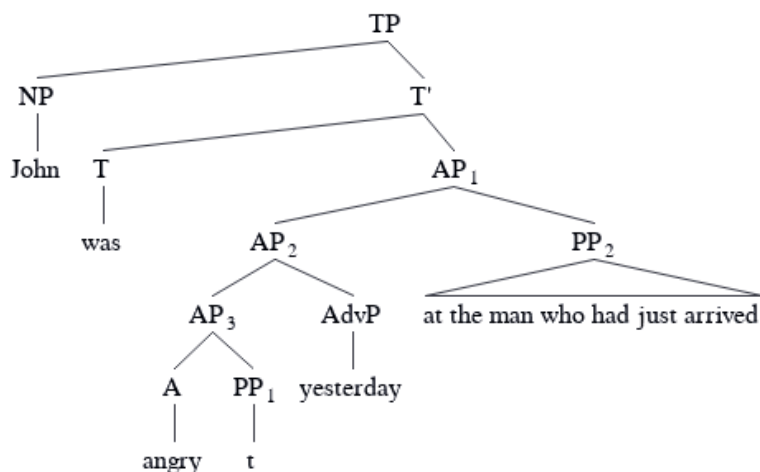 TP
NP T'
John T AP1
was AP2 PP2
AP3 AdvP at the man who had just arrived
A PP1 yesterday
angry t